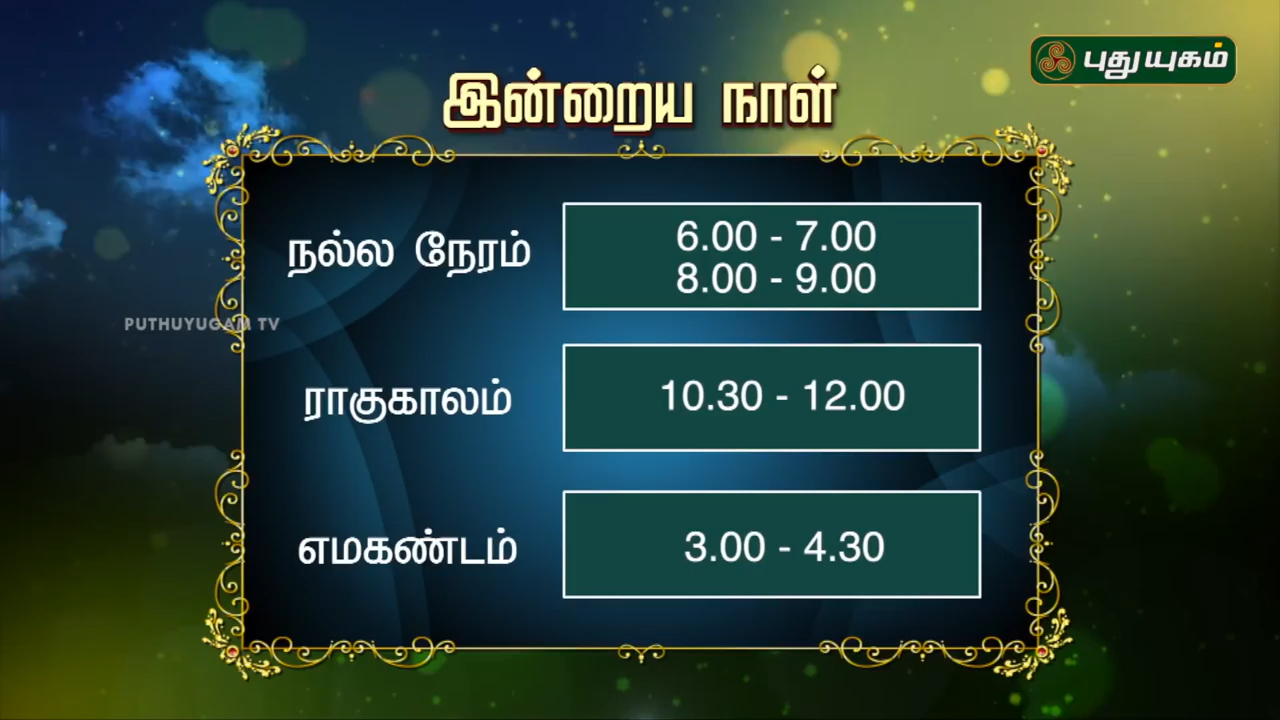 புதுயுகம்
இன்றைய நாள்
நல்ல நேரம்
6.00 - 7.00
8.00 - 9.00
PUTHUYUGAM TV
ராகுகாலம்
10.30 - 12.00
எமகண்டம்
3.00 - 4.30